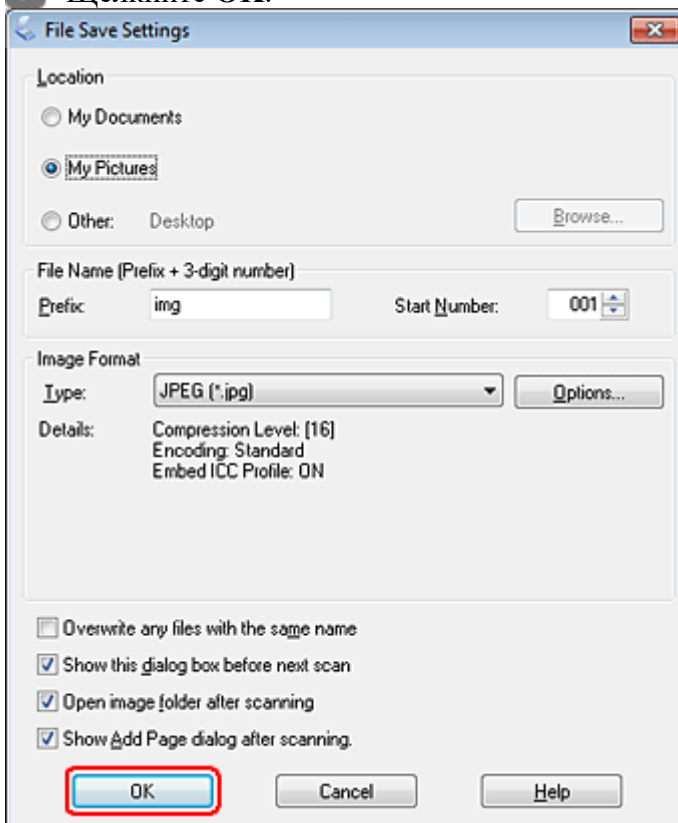 Щелкните OK.
File Save Settings
Location
My Documents
My Pictures
Other: Desktop Browse...
File Name (Prefix + 3-digit number)
Prefix: img Start Number: 001
Image Format
Type: JPEG (*.jpg) Options...
Details: Compression Level: [16]
Encoding: Standard
Embed ICC Profile: ON
Overwrite any files with the same name
Show this dialog box before next scan
Open image folder after scanning
Show Add Page dialog after scanning.
OK Cancel Help